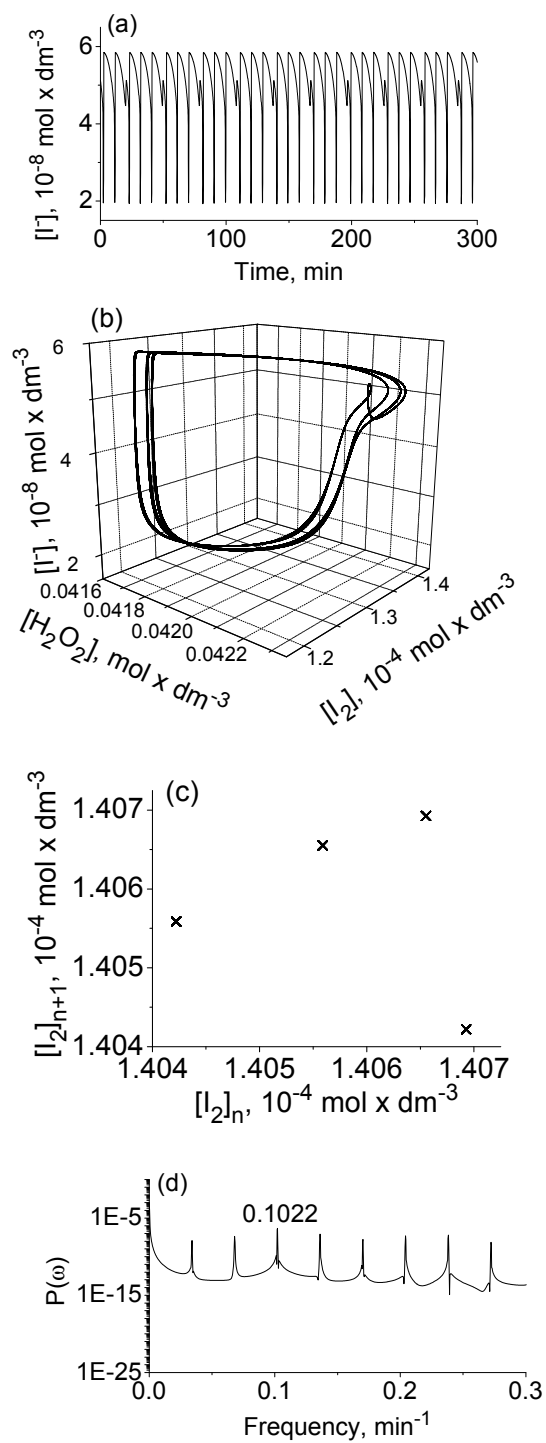 (a)
6
4
2
[I-], 10-8 mol x dm-3
0 100 200 300
Time, min
(b)
6
4
2
[I-], 10-8 mol x dm-3
0.0416
0.0418
0.0420
0.0422
[H2O2], mol x dm-3
1.2
1.3
1.4
[I2], 10-4 mol x dm-3
(c)
1.407
1.406
1.405
1.404
[I2]n+1, 10-4 mol x dm-3
1.404 1.405 1.406 1.407
[I2]n, 10-4 mol x dm-3
(d)
0.1022
1E-5
1E-15
1E-25
P(ω)
0.0 0.1 0.2 0.3
Frequency, min-1